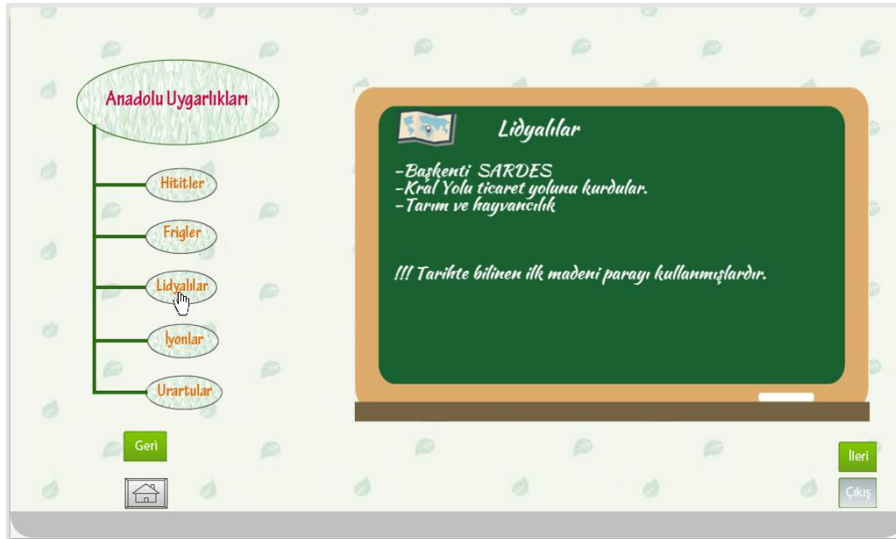 Anadolu Uygarlıkları
Hititler
Frigler
Lidyalılar
İyonlar
Urartular
Geri
Lidyalılar
-Başkenti SARDES
-Kral Yolu ticaret yolunu kurdular.
-Tarım ve hayvancılık
!!! Tarihte bilinen ilk madeni parayı kullanmışlardır.
İleri
Çıkış